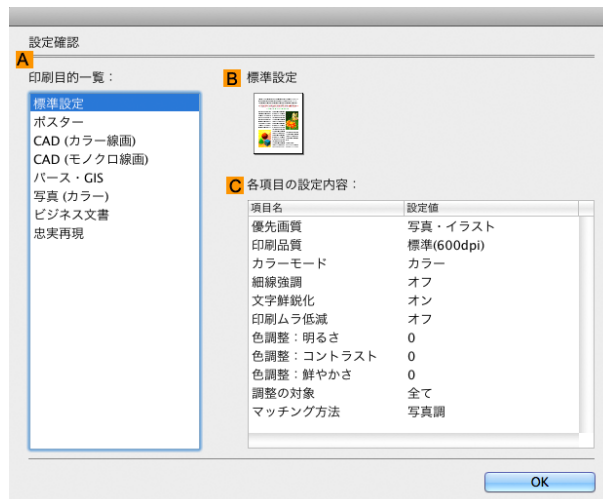 設定確認
A
印刷目的一覧：
標準設定
ポスター
CAD (カラー線画)
CAD (モノクロ線画)
パース・GIS
写真 (カラー)
ビジネス文書
忠実再現
B 標準設定
C 各項目の設定内容：
項目名 設定値
優先画質 写真・イラスト
印刷品質 標準(600dpi)
カラーモード カラー
細線強調 オフ
文字鮮鋭化 オン
印刷ムラ低減 オフ
色調整：明るさ 0
色調整：コントラスト 0
色調整：鮮やかさ 0
調整の対象 全て
マッチング方法 写真調
OK